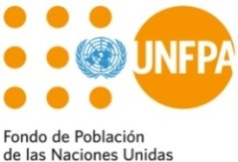 UNFPA
Fondo de Población
de las Naciones Unidas